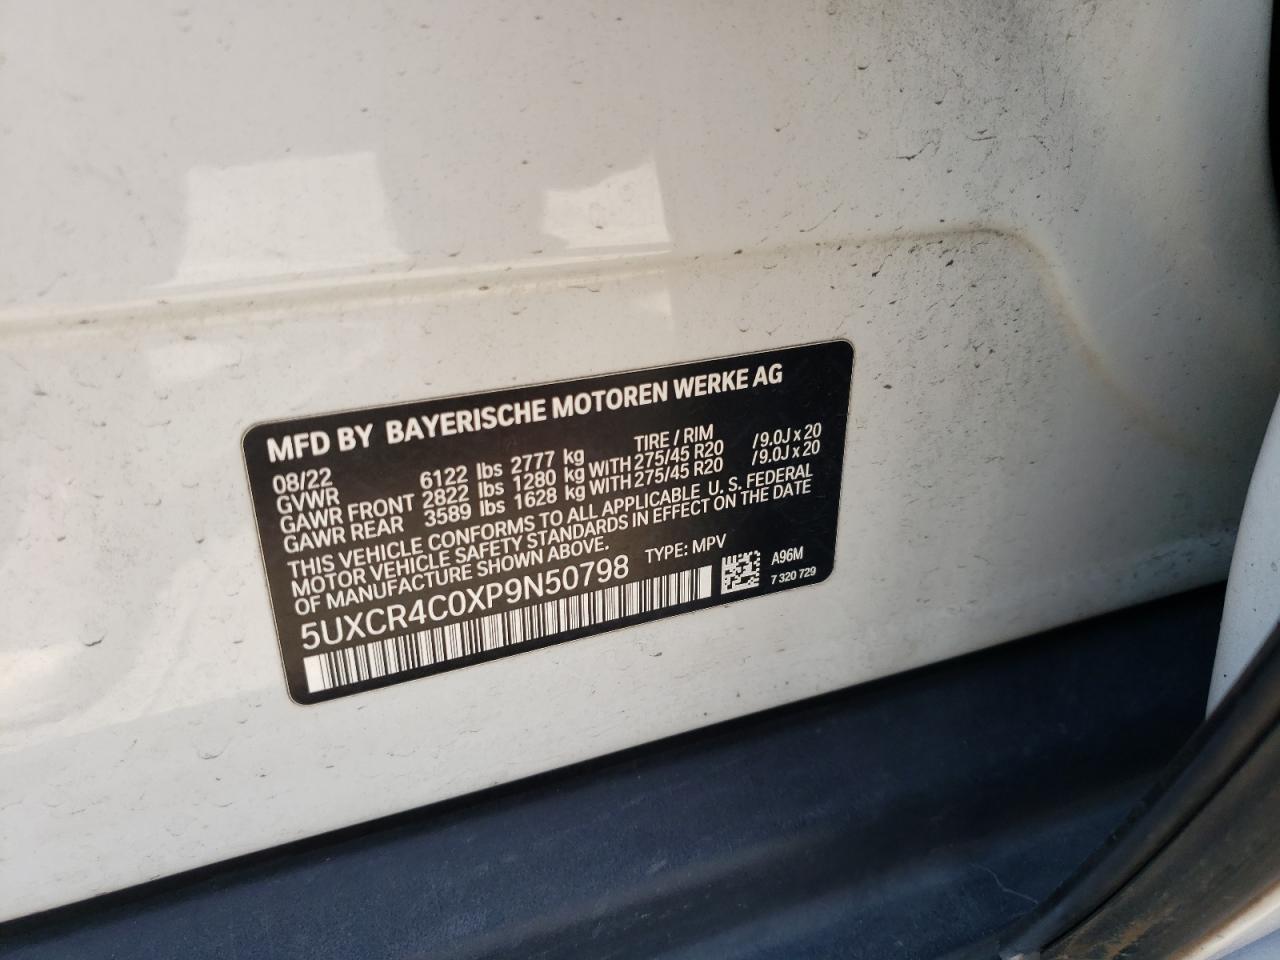 MFD BY BAYERISCHE MOTOREN WERKE AG
08/22 TIRE / RIM
GVWR 6122 lbs 2777 kg
GAWR FRONT 2822 lbs 1280 kg WITH 275/45 R20 /9.0J x 20
GAWR REAR 3589 lbs 1628 kg WITH 275/45 R20 /9.0J x 20
THIS VEHICLE CONFORMS TO ALL APPLICABLE U. S. FEDERAL
MOTOR VEHICLE SAFETY STANDARDS IN EFFECT ON THE DATE
OF MANUFACTURE SHOWN ABOVE.
5UXCR4C0XP9N50798 TYPE: MPV A96M
7 320 729